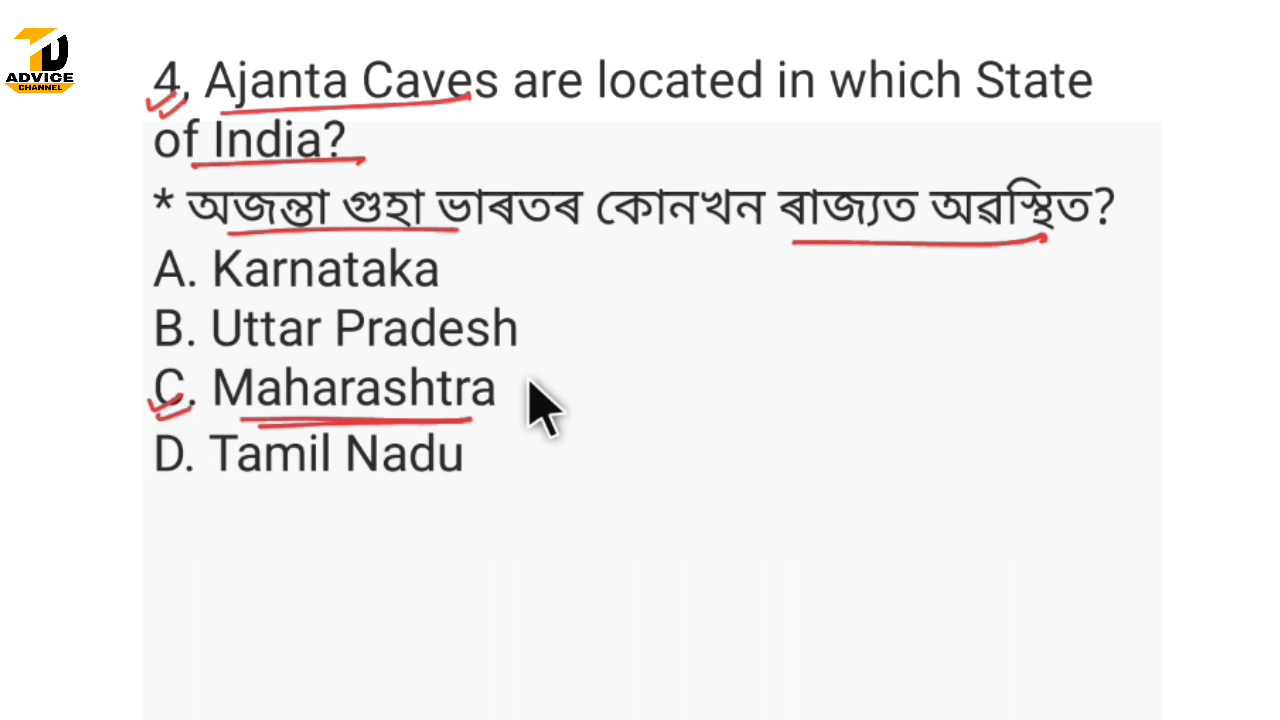 TD
ADVICE
CHANNEL
4, Ajanta Caves are located in which State
of India?
* অজন্তা গুহা ভাৰতৰ কোনখন ৰাজ্যত অৱস্থিত?
A. Karnataka
B. Uttar Pradesh
C. Maharashtra
D. Tamil Nadu